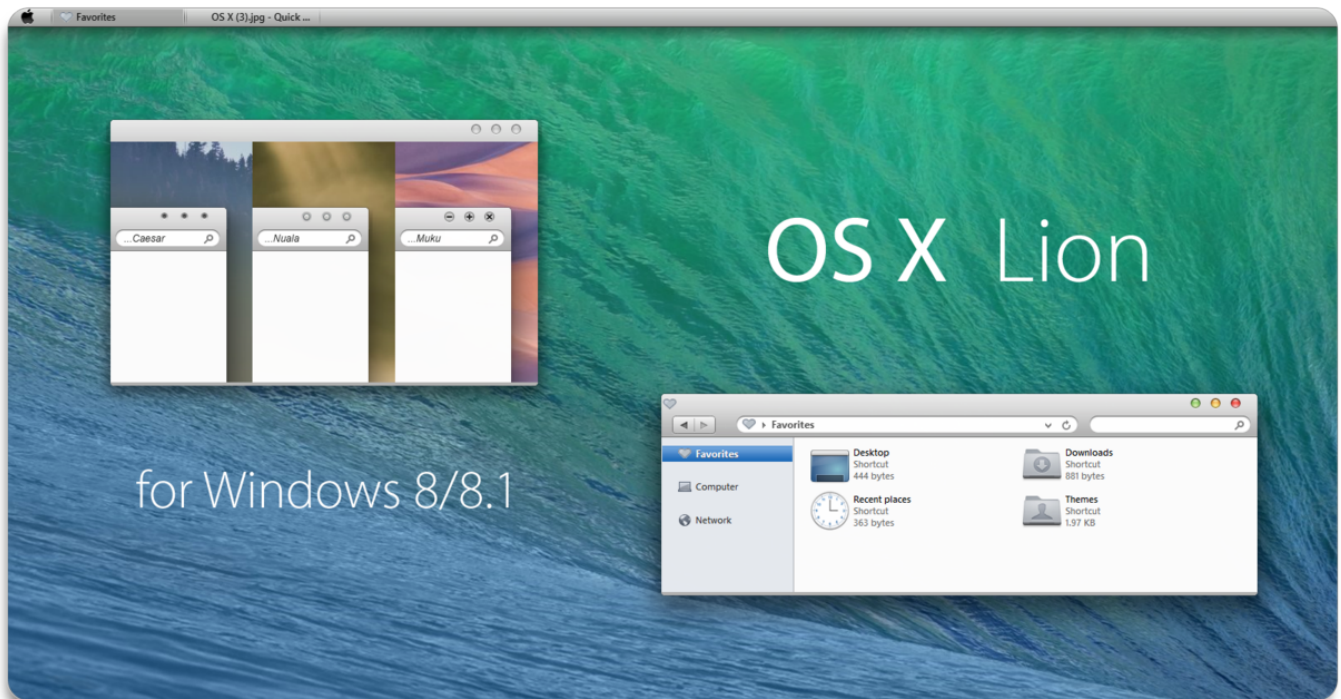 Favorites
OS X (3).jpg - Quick ...
...Caesar
...Nuala
...Muku
OS X Lion
for Windows 8/8.1
Favorites
Favorites
Computer
Network
Desktop
Shortcut
444 bytes
Downloads
Shortcut
881 bytes
Recent places
Shortcut
363 bytes
Themes
Shortcut
1.97 KB